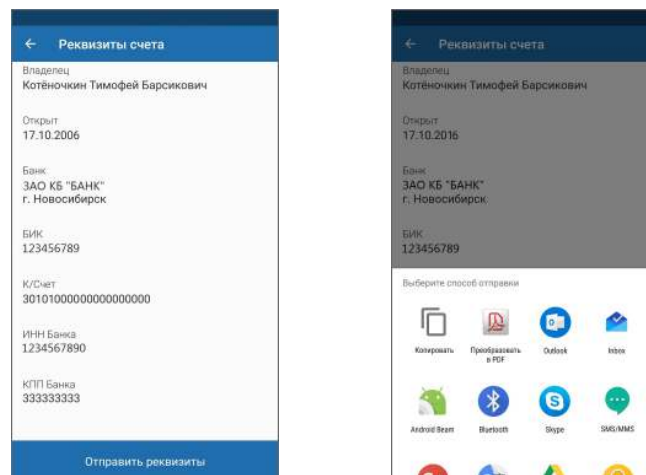 Реквизиты счета
Владелец
Котёночкин Тимофей Барсикович
Открыт
17.10.2006
Банк
ЗАО КБ "БАНК"
г. Новосибирск
БИК
123456789
К/Счет
30101000000000000000
ИНН Банка
1234567890
КПП Банка
333333333
Отправить реквизиты
Реквизиты счета
Владелец
Котёночкин Тимофей Барсикович
Открыт
17.10.2016
Банк
ЗАО КБ "БАНК"
г. Новосибирск
БИК
123456789
Выберите способ отправки
Копировать Преобразовать Outlook Inbox
в PDF
Android Beam Bluetooth Skype SMS/MMS